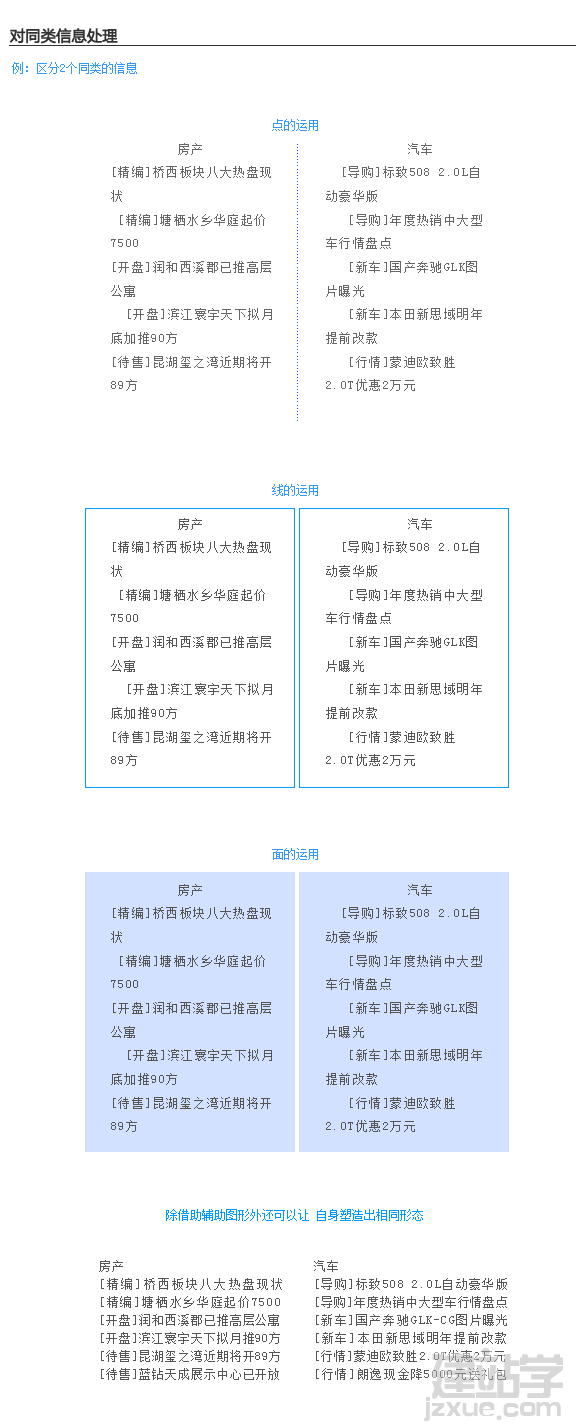 对同类信息处理
例：区分2个同类的信息
点的运用
房产
[精编]桥西板块八大热盘现
状
[精编]塘栖水乡华庭起价
7500
[开盘]润和西溪郡已推高层
公寓
[开盘]滨江寰宇天下拟月
底加推90方
[待售]昆湖玺之湾近期将开
89方
汽车
[导购]标致508 2.0L自
动豪华版
[导购]年度热销中大型
车行情盘点
[新车]国产奔驰GLK图
片曝光
[新车]本田新思域明年
提前改款
[行情]蒙迪欧致胜
2.0T优惠2万元
线的运用
房产
[精编]桥西板块八大热盘现
状
[精编]塘栖水乡华庭起价
7500
[开盘]润和西溪郡已推高层
公寓
[开盘]滨江寰宇天下拟月
底加推90方
[待售]昆湖玺之湾近期将开
89方
汽车
[导购]标致508 2.0L自
动豪华版
[导购]年度热销中大型
车行情盘点
[新车]国产奔驰GLK图
片曝光
[新车]本田新思域明年
提前改款
[行情]蒙迪欧致胜
2.0T优惠2万元
面的运用
房产
[精编]桥西板块八大热盘现
状
[精编]塘栖水乡华庭起价
7500
[开盘]润和西溪郡已推高层
公寓
[开盘]滨江寰宇天下拟月
底加推90方
[待售]昆湖玺之湾近期将开
89方
汽车
[导购]标致508 2.0L自
动豪华版
[导购]年度热销中大型
车行情盘点
[新车]国产奔驰GLK图
片曝光
[新车]本田新思域明年
提前改款
[行情]蒙迪欧致胜
2.0T优惠2万元
除借助辅助图形外还可以让 自身塑造出相同形态
房产
[精编]桥西板块八大热盘现状
[精编]塘栖水乡华庭起价7500
[开盘]润和西溪郡已推高层公寓
[开盘]滨江寰宇天下拟月推90方
[待售]昆湖玺之湾近期将开89方
[待售]蓝钻天成展示中心已开放
汽车
[导购]标致508 2.0L自动豪华版
[导购]年度热销中大型车行情盘点
[新车]国产奔驰GLK-CG图片曝光
[新车]本田新思域明年提前改款
[行情]蒙迪欧致胜2.0T优惠2万元
[行情]朗逸现金降5000元送礼包
建站学
jzxue.com